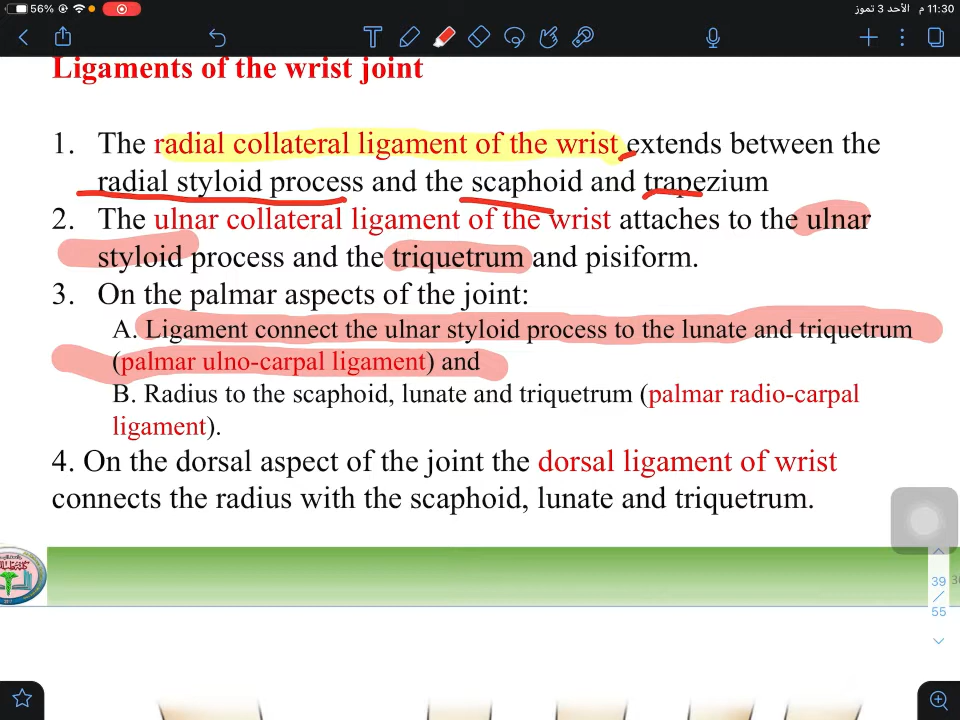 56%
11:30 م الأحد 3 تموز
Ligaments of the wrist joint
1. The radial collateral ligament of the wrist extends between the
radial styloid process and the scaphoid and trapezium
2. The ulnar collateral ligament of the wrist attaches to the ulnar
styloid process and the triquetrum and pisiform.
3. On the palmar aspects of the joint:
A. Ligament connect the ulnar styloid process to the lunate and triquetrum
(palmar ulno-carpal ligament) and
B. Radius to the scaphoid, lunate and triquetrum (palmar radio-carpal
ligament).
4. On the dorsal aspect of the joint the dorsal ligament of wrist
connects the radius with the scaphoid, lunate and triquetrum.
39
/
55